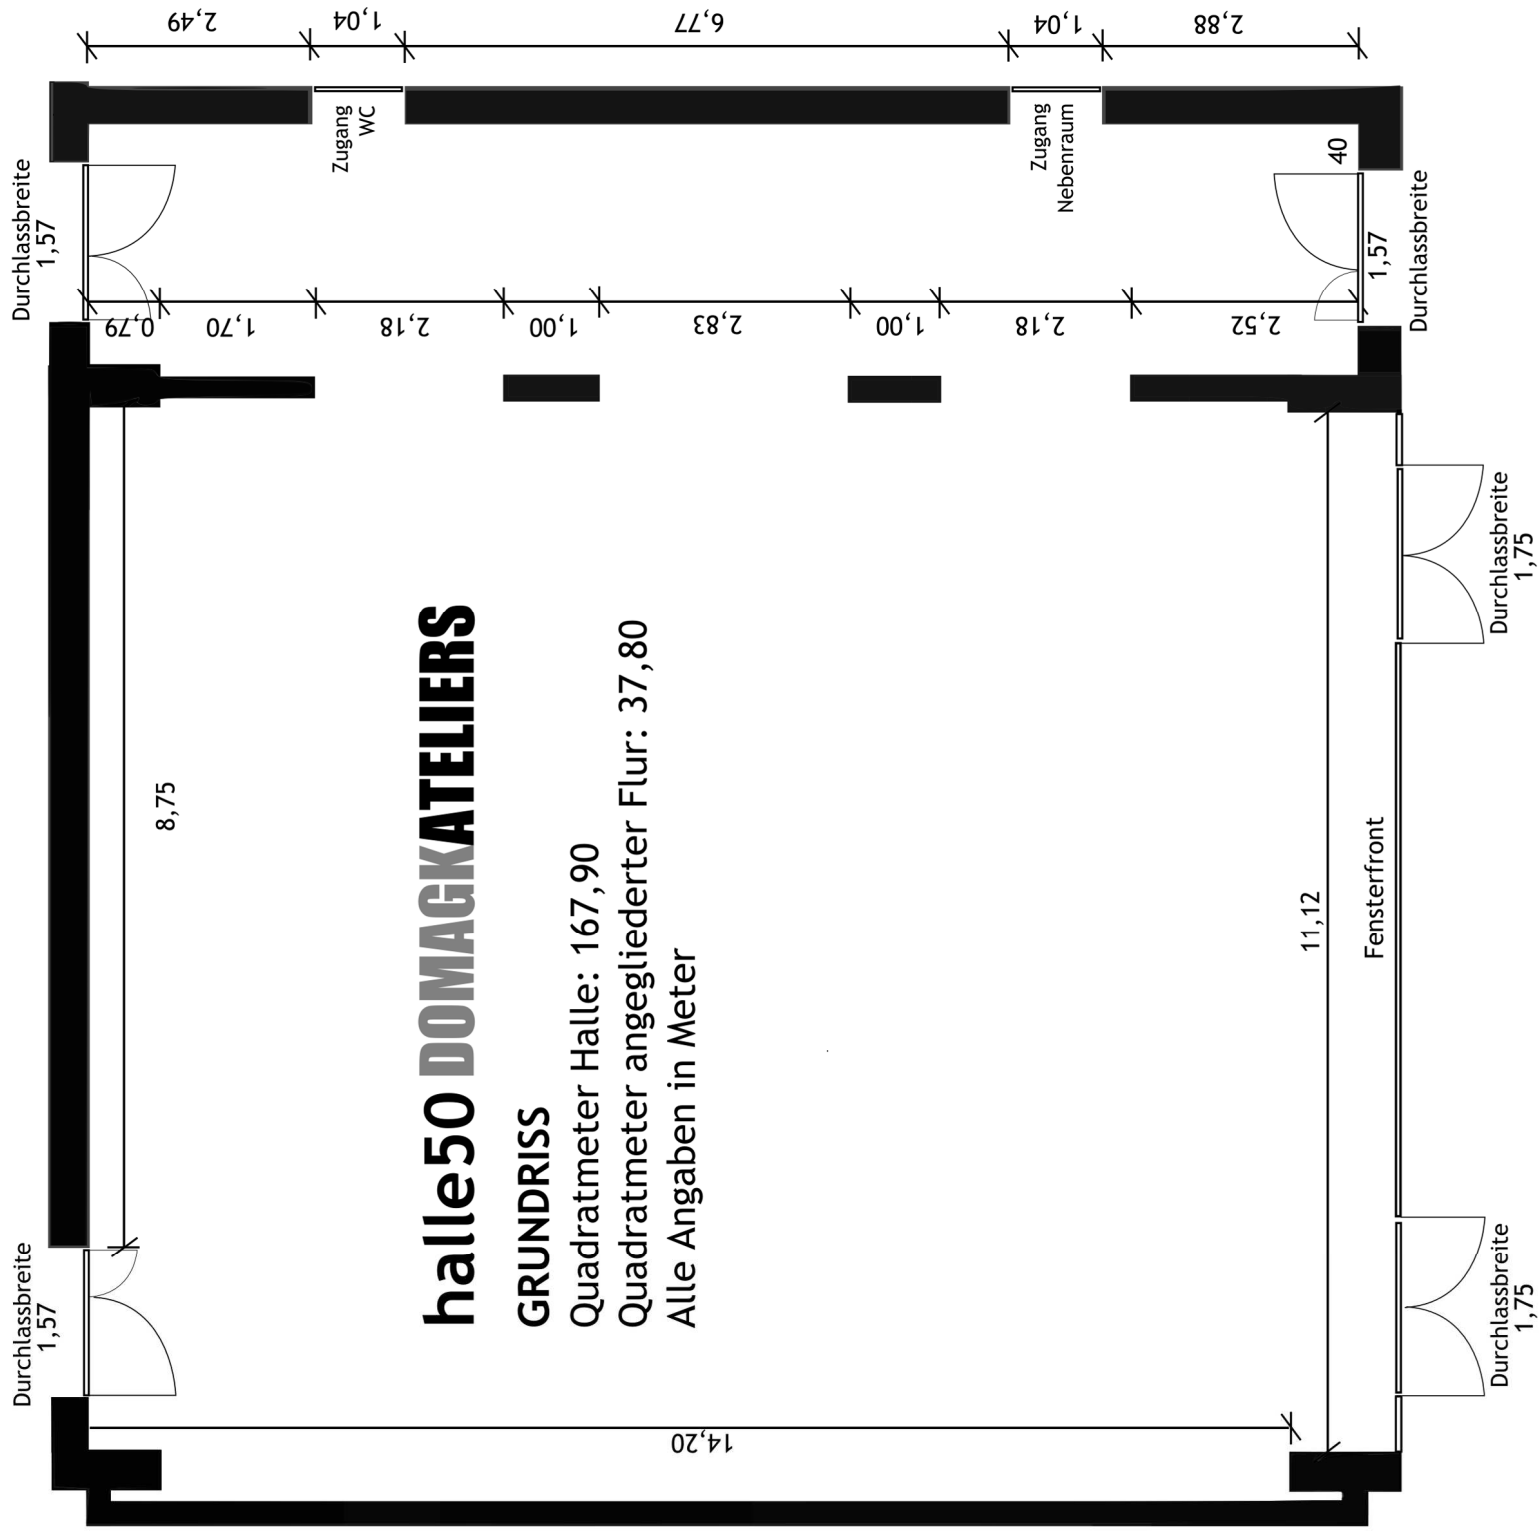 2,49
1,04
6,77
1,04
2,88
Zugang
WC
Zugang
Nebenraum
40
Durchlassbreite
1,57
1,57
Durchlassbreite
0,79
1,70
2,18
1,00
2,83
1,00
2,18
2,52
8,75
halle50 DOMAGKATELIERS
GRUNDRISS
Quadratmeter Halle: 167,90
Quadratmeter angegliederter Flur: 37,80
Alle Angaben in Meter
11,12
Fensterfront
Durchlassbreite
1,75
Durchlassbreite
1,57
Durchlassbreite
1,75
14,20